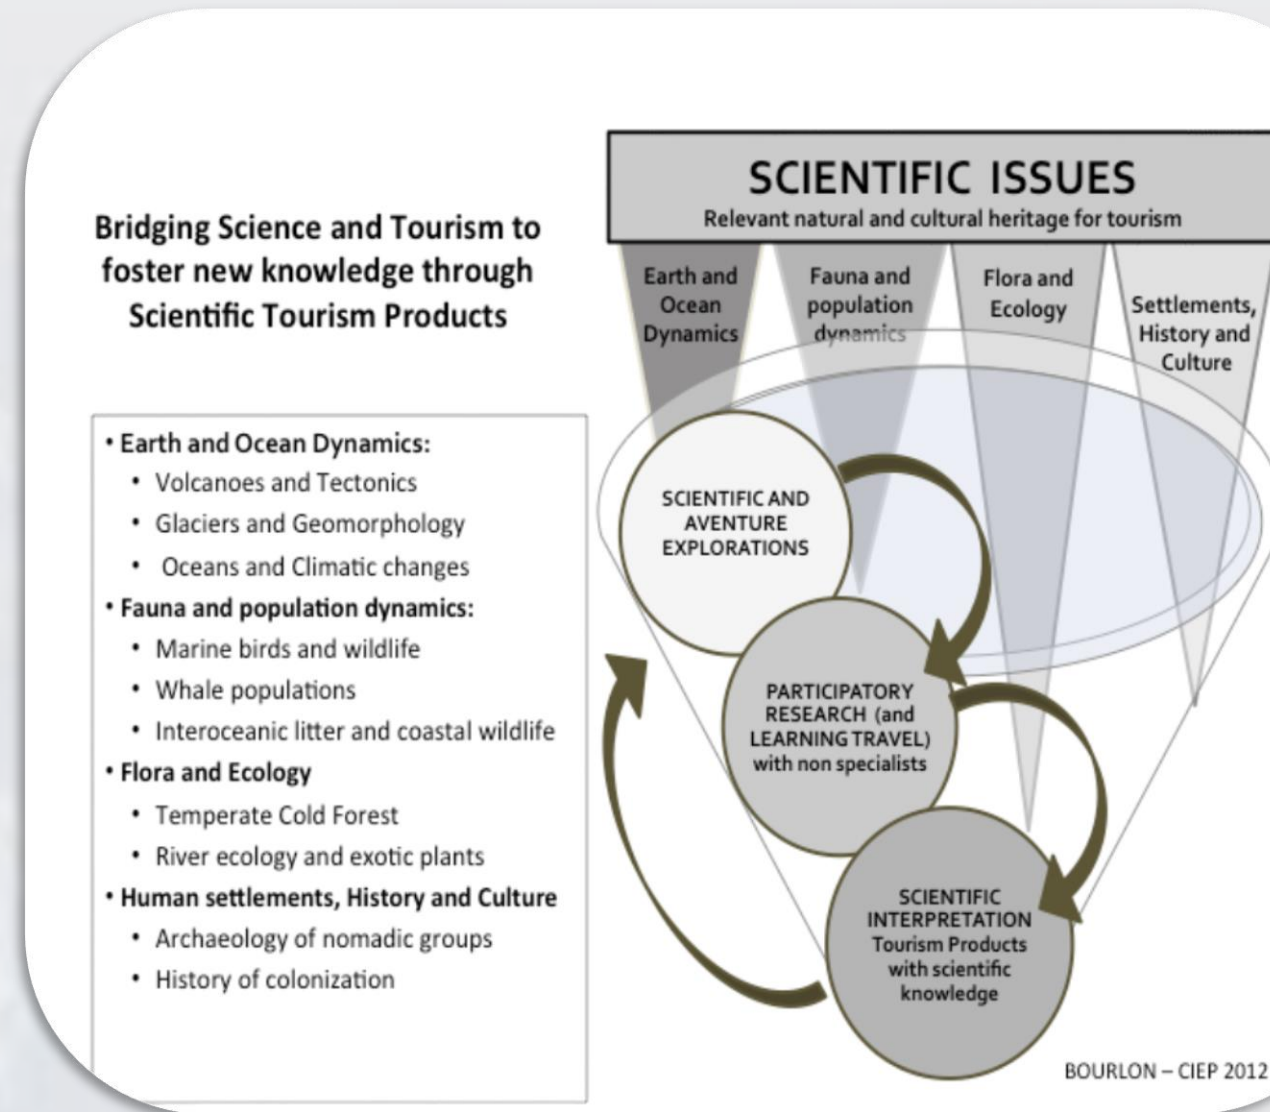 Bridging Science and Tourism to
foster new knowledge through
Scientific Tourism Products
• Earth and Ocean Dynamics:
• Volcanoes and Tectonics
• Glaciers and Geomorphology
• Oceans and Climatic changes
• Fauna and population dynamics:
• Marine birds and wildlife
• Whale populations
• Interoceanic litter and coastal wildlife
• Flora and Ecology
• Temperate Cold Forest
• River ecology and exotic plants
• Human settlements, History and Culture
• Archaeology of nomadic groups
• History of colonization
SCIENTIFIC ISSUES
Relevant natural and cultural heritage for tourism
Earth and
Ocean
Dynamics
Fauna and
population
dynamics
Flora and
Ecology
Settlements,
History and
Culture
SCIENTIFIC AND
AVENTURE
EXPLORATIONS
PARTICIPATORY
RESEARCH (and
LEARNING TRAVEL)
with non specialists
SCIENTIFIC
INTERPRETATION
Tourism Products
with scientific
knowledge
BOURLON – CIEP 2012